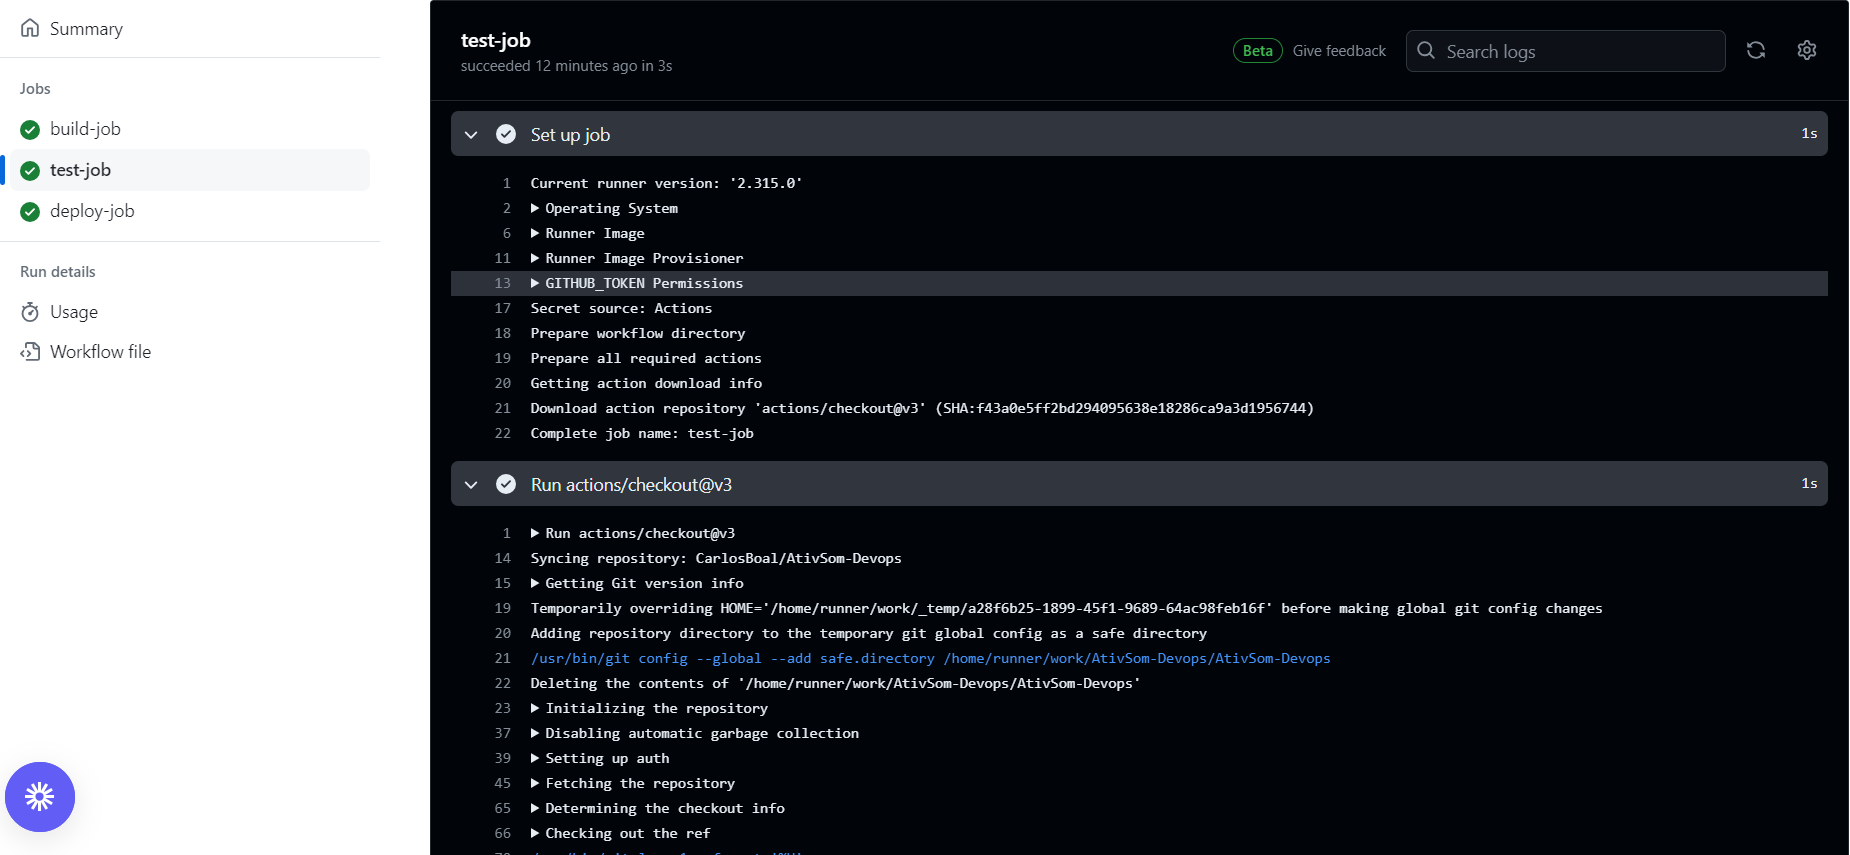 Summary
Jobs
build-job
test-job
deploy-job
Run details
Usage
Workflow file
test-job
succeeded 12 minutes ago in 3s
Beta Give feedback
Search logs
Set up job 1s
1 Current runner version: '2.315.0'
2 Operating System
6 Runner Image
11 Runner Image Provisioner
13 GITHUB_TOKEN Permissions
17 Secret source: Actions
18 Prepare workflow directory
19 Prepare all required actions
20 Getting action download info
21 Download action repository 'actions/checkout@v3' (SHA:f43a0e5ff2bd294095638e18286ca9a3d1956744)
22 Complete job name: test-job
Run actions/checkout@v3 1s
1 Run actions/checkout@v3
14 Syncing repository: CarlosBoal/AtivSom-Devops
15 Getting Git version info
19 Temporarily overriding HOME='/home/runner/work/_temp/a28f6b25-1899-45f1-9689-64ac98feb16f' before making global git config changes
20 Adding repository directory to the temporary git global config as a safe directory
21 /usr/bin/git config --global --add safe.directory /home/runner/work/AtivSom-Devops/AtivSom-Devops
22 Deleting the contents of '/home/runner/work/AtivSom-Devops/AtivSom-Devops'
23 Initializing the repository
37 Disabling automatic garbage collection
39 Setting up auth
45 Fetching the repository
65 Determining the checkout info
66 Checking out the ref